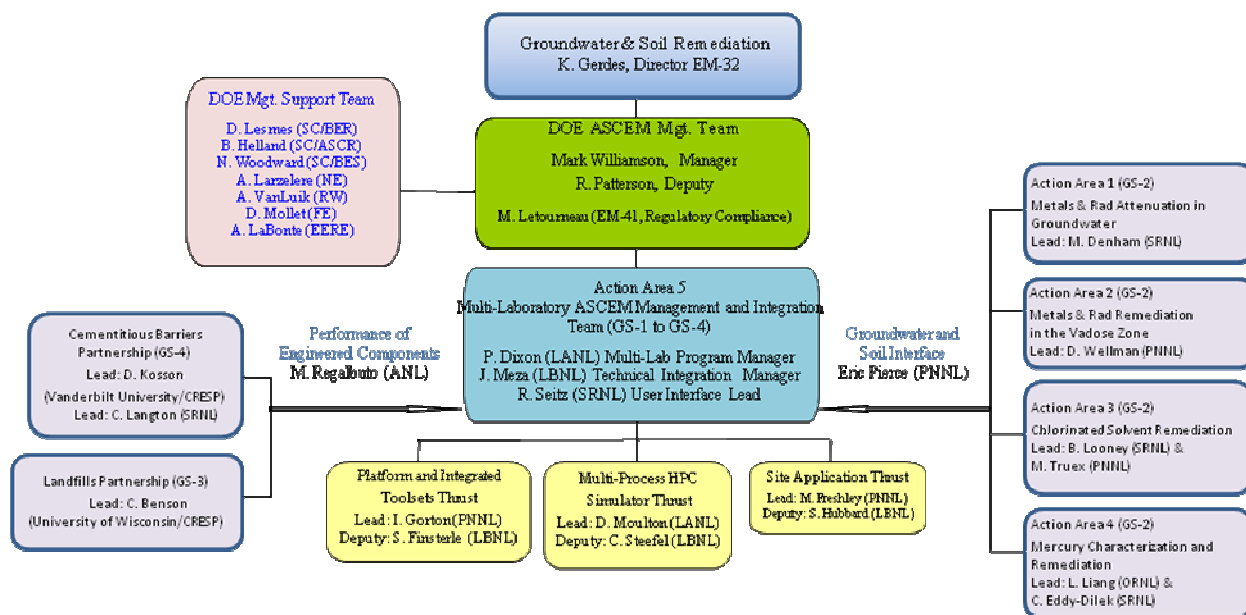 Groundwater & Soil Remediation
K. Gerdes, Director EM-32
DOE Mgt. Support Team
D. Lesmes (SC/BER)
B. Helland (SC/ASCR)
N. Woodward (SC/BES)
A. Larzelere (NE)
A. VanLuik (RW)
D. Mollet (FE)
A. LaBonte (EERE)
DOE ASCEM Mgt. Team
Mark Williamson, Manager
R. Patterson, Deputy
M. Letourneau (EM-41, Regulatory Compliance)
Action Area 5
Multi-Laboratory ASCEM Management and Integration
Team (GS-1 to GS-4)
P. Dixon (LANL) Multi-Lab Program Manager
J. Meza (LBNL) Technical Integration Manager
R. Seitz (SRNL) User Interface Lead
Cementitious Barriers
Partnership (GS-4)
Lead: D. Kosson
(Vanderbilt University/CRESP)
Lead: C. Langton (SRNL)
Landfills Partnership (GS-3)
Lead: C. Benson
(University of Wisconsin/CRESP)
Performance of
Engineered Components
M. Regalbuto (ANL)
Groundwater and
Soil Interface
Eric Pierce (PNNL)
Platform and Integrated
Toolsets Thrust
Lead: I. Gorton (PNNL)
Deputy: S. Finsterle (LBNL)
Multi-Process HPC
Simulator Thrust
Lead: D. Moulton (LANL)
Deputy: C. Steefel (LBNL)
Site Application Thrust
Lead: M. Freshley (PNNL)
Deputy: S. Hubbard (LBNL)
Action Area 1 (GS-2)
Metals & Rad Attenuation in
Groundwater
Lead: M. Denham (SRNL)
Action Area 2 (GS-2)
Metals & Rad Remediation
in the Vadose Zone
Lead: D. Wellman (PNNL)
Action Area 3 (GS-2)
Chlorinated Solvent Remediation
Lead: B. Looney (SRNL) &
M. Truex (PNNL)
Action Area 4 (GS-2)
Mercury Characterization and
Remediation
Lead: L. Liang (ORNL) &
C. Eddy-Dilek (SRNL)